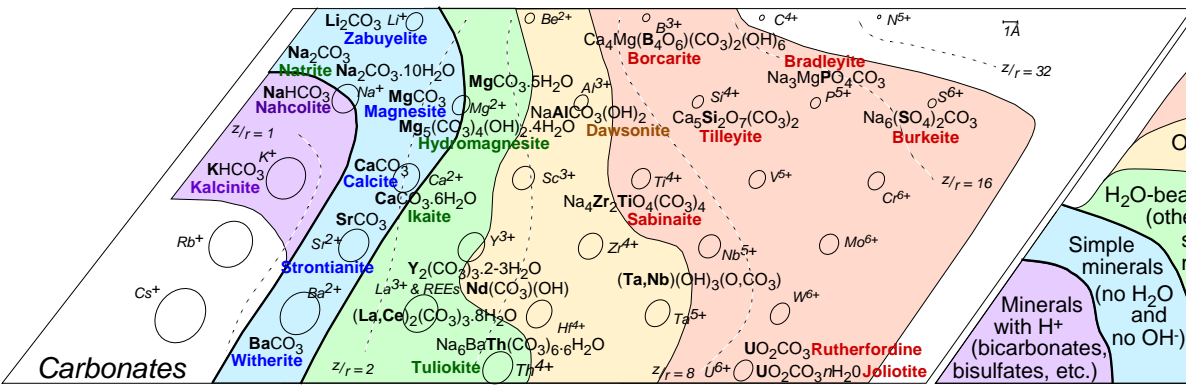 Li2CO3 Li+ Be2+ B3+ C4+ N5+
Zabuyelite
1Å
Ca4Mg(B4O6)(CO3)2(OH)6
Borcarite
Bradleyite
Na2CO3
Natrite
Na2CO3.10H2O
z/r = 32
Na3MgPO4CO3
MgCO3.5H2O
Al3+
NaHCO3 Na+
Nahcolite
MgCO3
Magnesite
Mg2+
NaAlCO3(OH)2
Dawsonite
Si4+ P5+ S6+
Ca5Si2O7(CO3)2
Tilleyite
Na6(SO4)2CO3
Burkeite
Mg5(CO3)4(OH)2.4H2O
Hydromagnesite
z/r = 1
KHCO3 K+
Kalcinite
CaCO3
Calcite
Ca2+ Sc3+ Ti4+ V5+ Cr6+
z/r = 16
CaCO3.6H2O
Ikaite
Na4Zr2TiO4(CO3)4
Sabinaite
SrCO3
Rb+ Sr2+ Y3+ Zr4+ Nb5+ Mo6+
Strontianite
Y2(CO3)3.2-3H2O
La3+ & REEs
Nd(CO3)(OH)
(Ta,Nb)(OH)3(O,CO3)
Cs+ Ba2+ Hf4+ Ta5+ W6+
(La,Ce)2(CO3)3.8H2O
BaCO3
Witherite
Na6BaTh(CO3)6.6H2O
Tuliokite
Th4+
z/r = 2
z/r = 8
U6+
UO2CO3 Rutherfordine
UO2CO3nH20 Joliotite
Carbonates
H2O-bea
(othe
Simple
minerals
(no H2O
and
no OH-)
Minerals
with H+
(bicarbonates,
bisulfates, etc.)